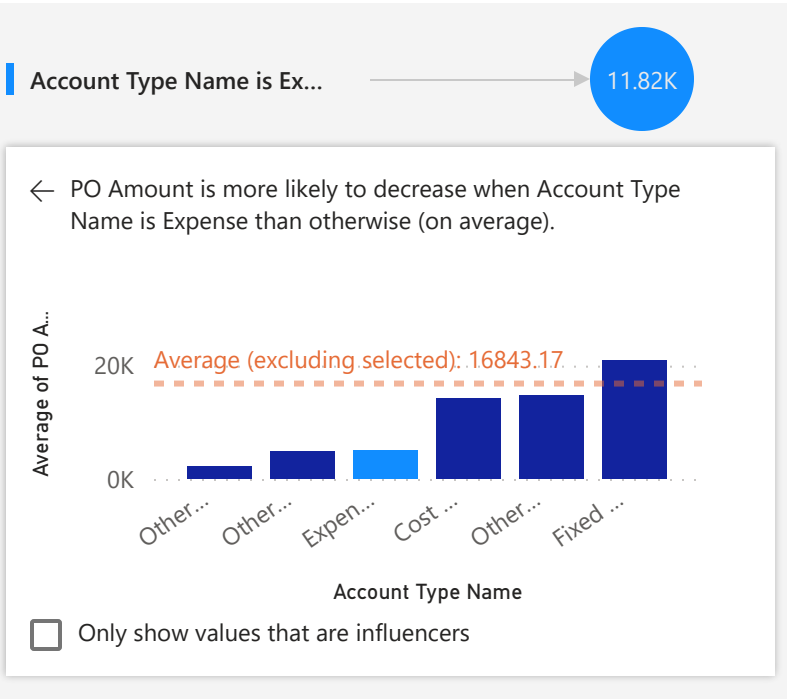 Account Type Name is Ex...
11.82K
PO Amount is more likely to decrease when Account Type
Name is Expense than otherwise (on average).
Average of PO A...
20K
Average (excluding selected): 16843.17
0K
Other...
Other...
Expen...
Cost ...
Other...
Fixed ...
Account Type Name
Only show values that are influencers